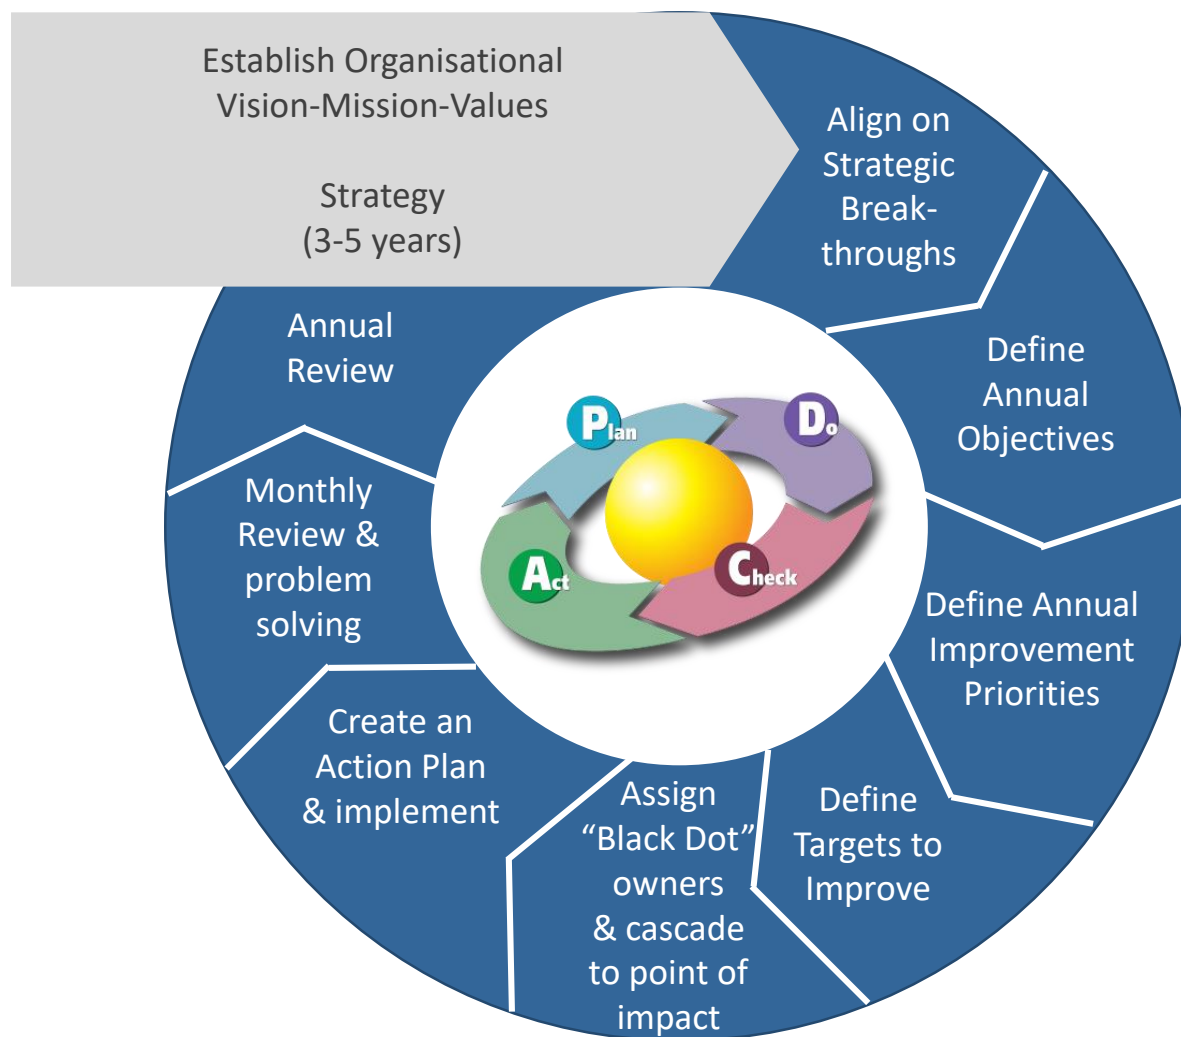 Establish Organisational
Vision-Mission-Values
Strategy
(3-5 years)
Align on
Strategic
Break-
throughs
Define
Annual
Objectives
Define Annual
Improvement
Priorities
Define
Targets to
Improve
Assign
“Black Dot”
owners
& cascade
to point of
impact
Create an
Action Plan
& implement
Monthly
Review &
problem
solving
Annual
Review
Plan
Do
Check
Act